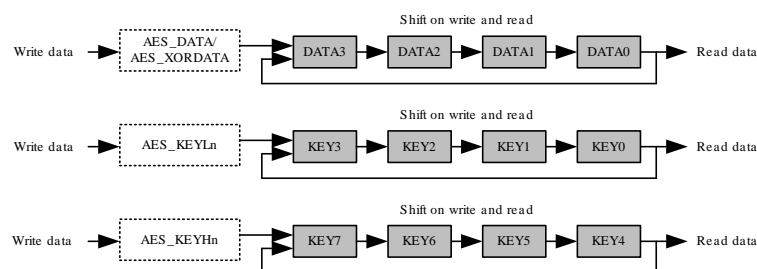 Shift on write and read
Write data AES_DATA/ AES_XORDATA DATA3 DATA2 DATA1 DATA0 Read data
Shift on write and read
Write data AES_KEYLn KEY3 KEY2 KEY1 KEY0 Read data
Shift on write and read
Write data AES_KEYHn KEY7 KEY6 KEY5 KEY4 Read data